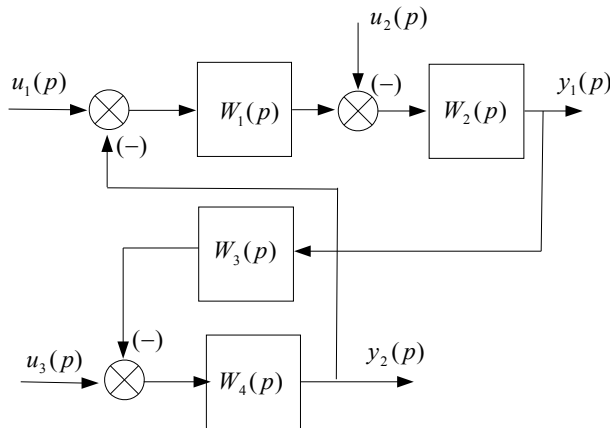 u₂(p)
u₁(p)
(−)
y₁(p)
W₁(p)
W₂(p)
(−)
W₃(p)
(−)
u₃(p)
y₂(p)
W₄(p)